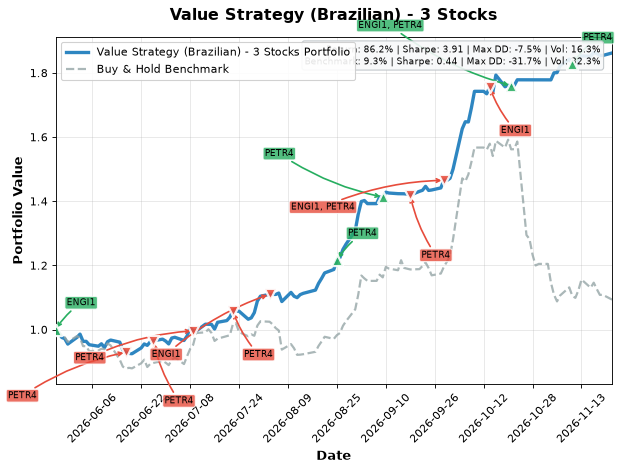 Value Strategy (Brazilian) - 3 Stocks
ENGI1, PETR4
PETR4
Value Strategy (Brazilian) - 3 Stocks Portfolio
Buy & Hold Benchmark
: 86.2% | Sharpe: 3.91 | Max DD: -7.5% | Vol: 16.3%
Benchmark: 9.3% | Sharpe: 0.44 | Max DD: -31.7% | Vol: 22.3%
1.8
1.6
1.4
1.2
1.0
Portfolio Value
ENGI1
PETR4
ENGI1, PETR4
PETR4
PETR4
ENGI1
PETR4
ENGI1
PETR4
PETR4
PETR4
PETR4
2026-06-06
2026-06-22
2026-07-08
2026-07-24
2026-08-09
2026-08-25
2026-09-10
2026-09-26
2026-10-12
2026-10-28
2026-11-13
Date